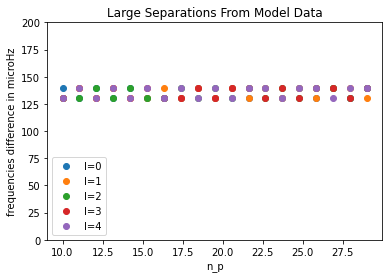 Large Separations From Model Data
frequencies difference in microHz
200
175
150
125
100
75
50
25
0
l=0
l=1
l=2
l=3
l=4
10.0 12.5 15.0 17.5 20.0 22.5 25.0 27.5
n_p